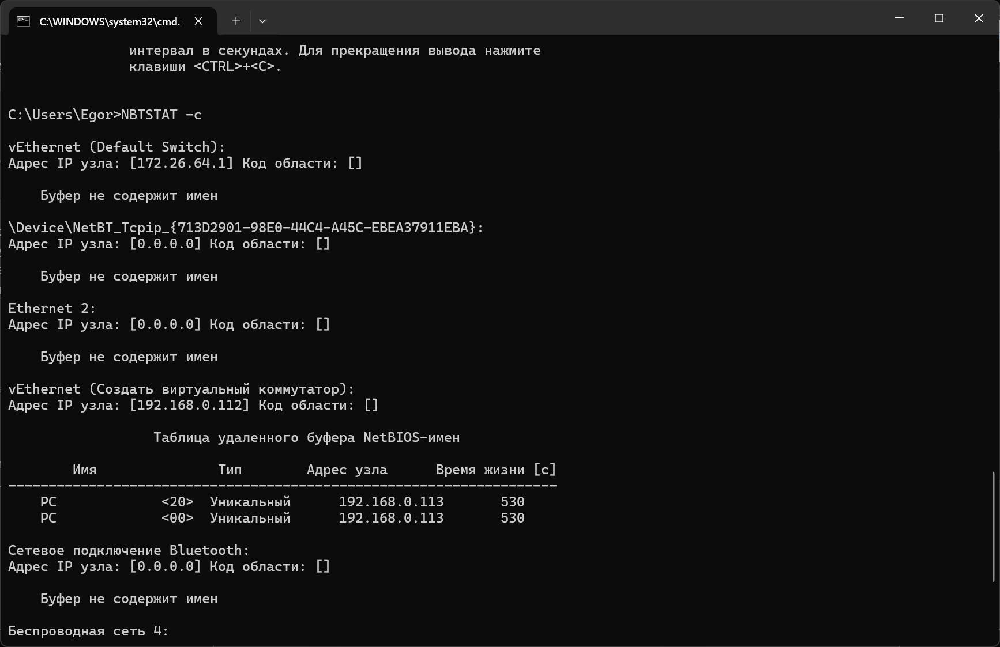 C:\WINDOWS\system32\cmd.
интервал в секундах. Для прекращения вывода нажмите
клавиши <CTRL>+<C>.
C:\Users\Egor>NBTSTAT -c
vEthernet (Default Switch):
Адрес IP узла: [172.26.64.1] Код области: []
Буфер не содержит имен
\Device\NetBT_Tcpip_{713D2901-98E0-44C4-A45C-EBEA37911EBA}:
Адрес IP узла: [0.0.0.0] Код области: []
Буфер не содержит имен
Ethernet 2:
Адрес IP узла: [0.0.0.0] Код области: []
Буфер не содержит имен
vEthernet (Создать виртуальный коммутатор):
Адрес IP узла: [192.168.0.112] Код области: []
Таблица удаленного буфера NetBIOS-имен
Имя Тип Адрес узла Время жизни [с]
--------------------------------------------------------------------
PC <20> Уникальный 192.168.0.113 530
PC <00> Уникальный 192.168.0.113 530
Сетевое подключение Bluetooth:
Адрес IP узла: [0.0.0.0] Код области: []
Буфер не содержит имен
Беспроводная сеть 4: